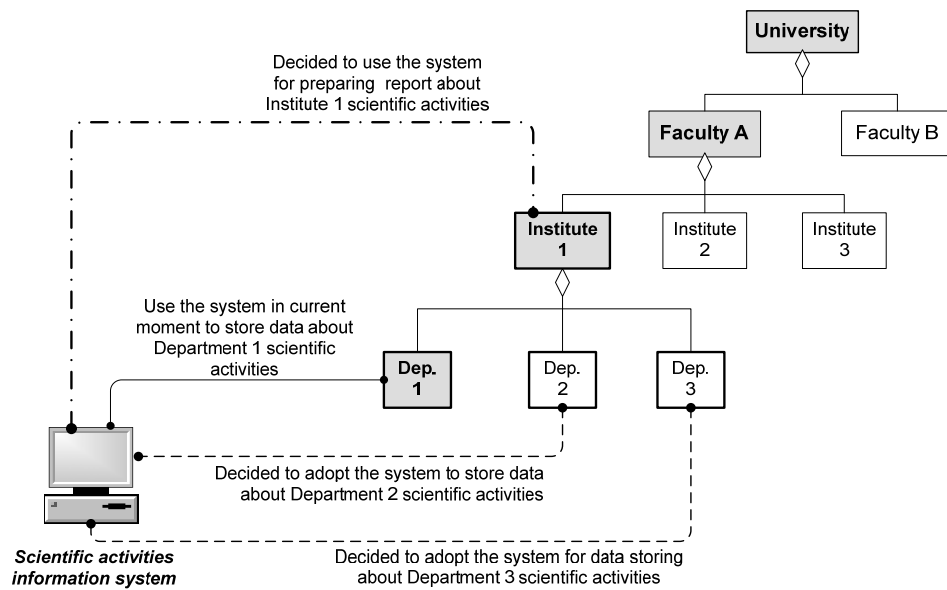 University
Decided to use the system
for preparing report about
Institute 1 scientific activities
Faculty A
Faculty B
Institute
1
Institute
2
Institute
3
Use the system in current
moment to store data about
Department 1 scientific
activities
Dep.
1
Dep.
2
Dep.
3
Decided to adopt the system to store data
about Department 2 scientific activities
Scientific activities
information system
Decided to adopt the system for data storing
about Department 3 scientific activities